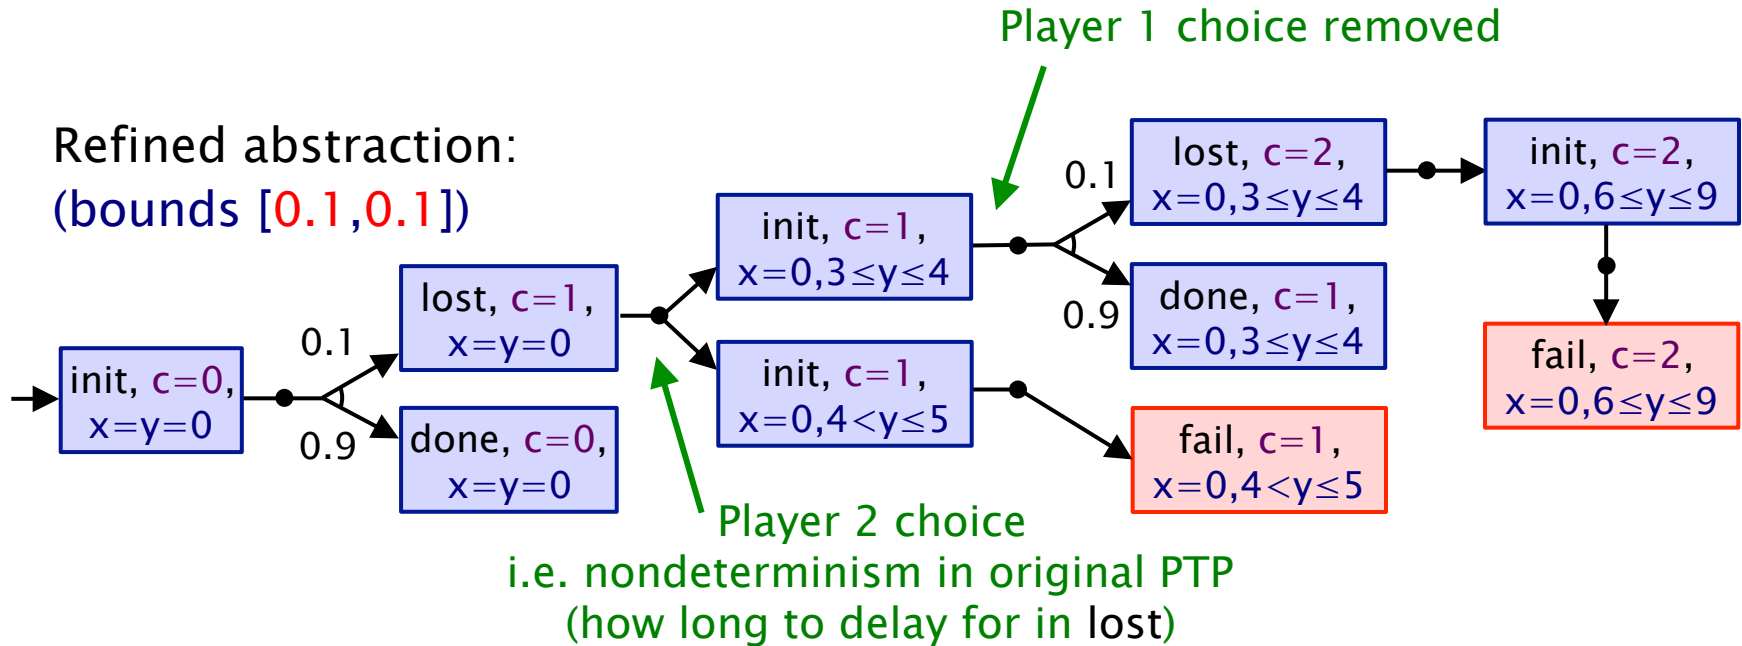 Player 1 choice removed
Refined abstraction:
(bounds [0.1,0.1])
init, c=0,
x=y=0
0.1
0.9
lost, c=1,
x=y=0
done, c=0,
x=y=0
init, c=1,
x=0,3≤y≤4
init, c=1,
x=0,4<y≤5
0.1
0.9
lost, c=2,
x=0,3≤y≤4
done, c=1,
x=0,3≤y≤4
fail, c=1,
x=0,4<y≤5
init, c=2,
x=0,6≤y≤9
fail, c=2,
x=0,6≤y≤9
Player 2 choice
i.e. nondeterminism in original PTP
(how long to delay for in lost)